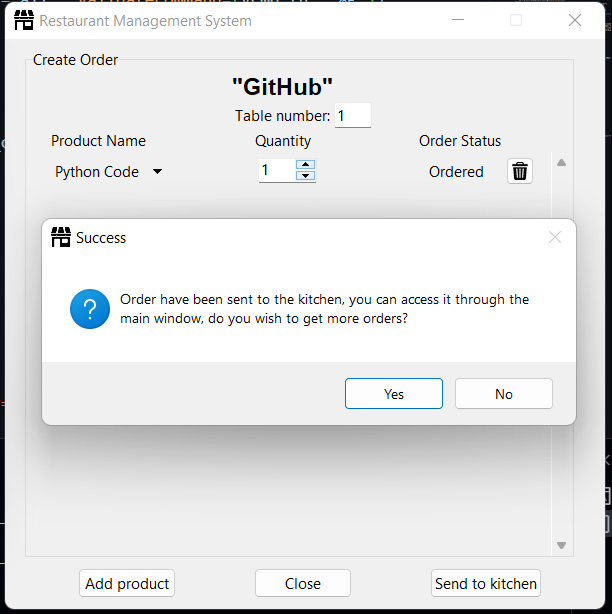 Restaurant Management System
Create Order
"GitHub"
Table number: 1
Product Name Quantity Order Status
Python Code 1 Ordered
Success
Order have been sent to the kitchen, you can access it through the
main window, do you wish to get more orders?
Yes No
Add product Close Send to kitchen